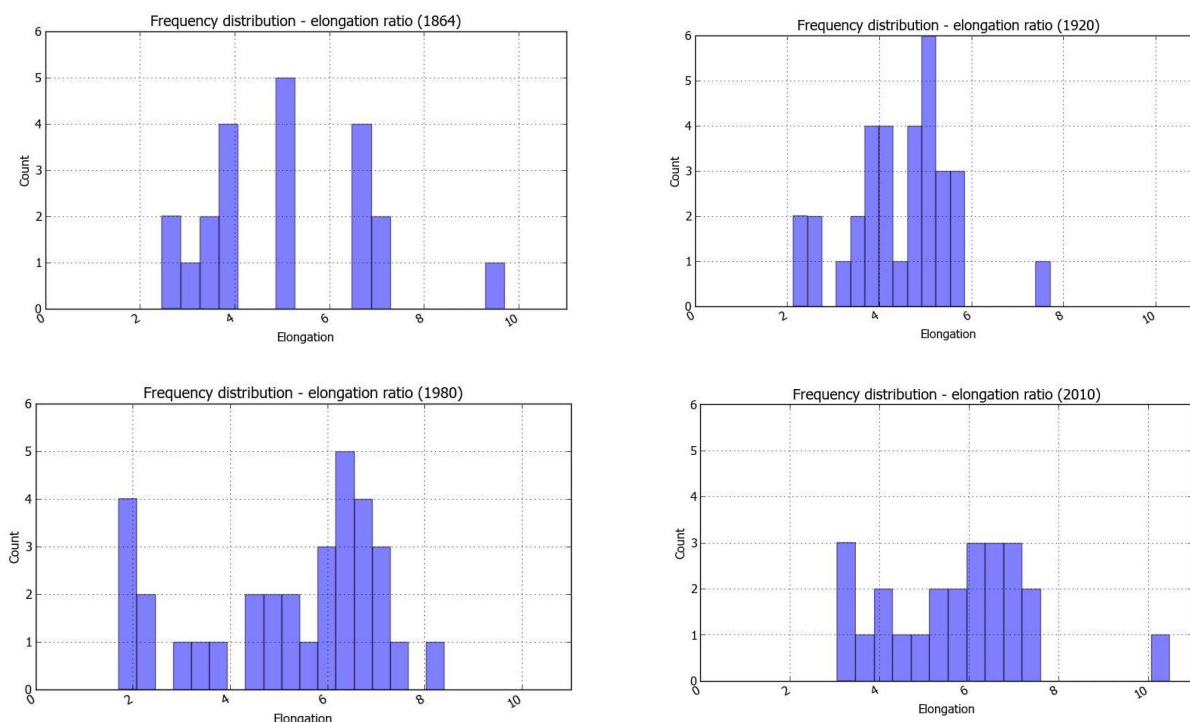 Frequency distribution - elongation ratio (1864)
6
5
4
3
2
1
0
Count
0 2 4 6 8 10
Elongation
Frequency distribution - elongation ratio (1920)
6
5
4
3
2
1
0
Count
0 2 4 6 8 10
Elongation
Frequency distribution - elongation ratio (1980)
6
5
4
3
2
1
0
Count
0 2 4 6 8 10
Elongation
Frequency distribution - elongation ratio (2010)
6
5
4
3
2
1
0
Count
0 2 4 6 8 10
Elongation